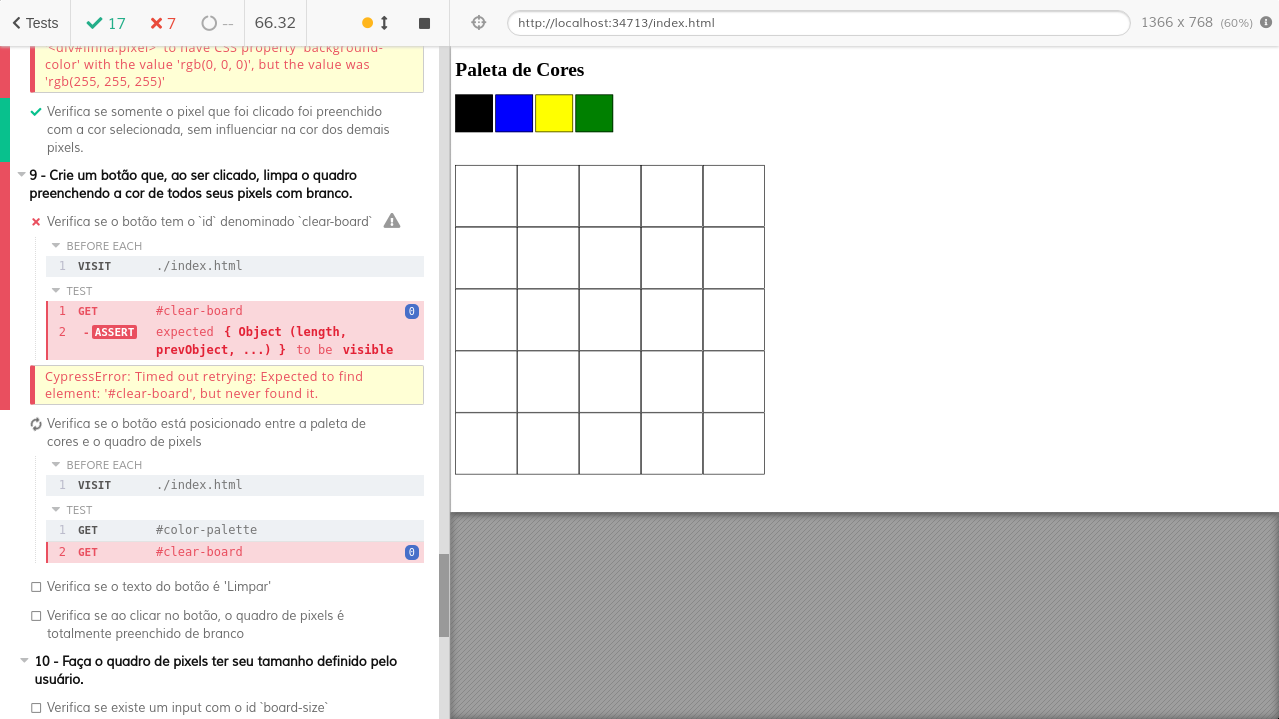 Tests 17 7 -- 66.32 http://localhost:34713/index.html 1366 x 768 (60%)
'<div#linha.pixel>' to have CSS property 'background-
color' with the value 'rgb(0, 0, 0)', but the value was
'rgb(255, 255, 255)'
Verifica se somente o pixel que foi clicado foi preenchido
com a cor selecionada, sem influenciar na cor dos demais
pixels.
9 - Crie um botão que, ao ser clicado, limpa o quadro
preenchendo a cor de todos seus pixels com branco.
Verifica se o botão tem o `id` denominado `clear-board`
BEFORE EACH
1 VISIT ./index.html
TEST
1 GET #clear-board 0
2 -ASSERT expected { Object (length,
prevObject, ...) } to be visible
CypressError: Timed out retrying: Expected to find
element: '#clear-board', but never found it.
Verifica se o botão está posicionado entre a paleta de
cores e o quadro de pixels
BEFORE EACH
1 VISIT ./index.html
TEST
1 GET #color-palette
2 GET #clear-board 0
Verifica se o texto do botão é 'Limpar'
Verifica se ao clicar no botão, o quadro de pixels é
totalmente preenchido de branco
10 - Faça o quadro de pixels ter seu tamanho definido pelo
usuário.
Verifica se existe um input com o id `board-size`
Paleta de Cores